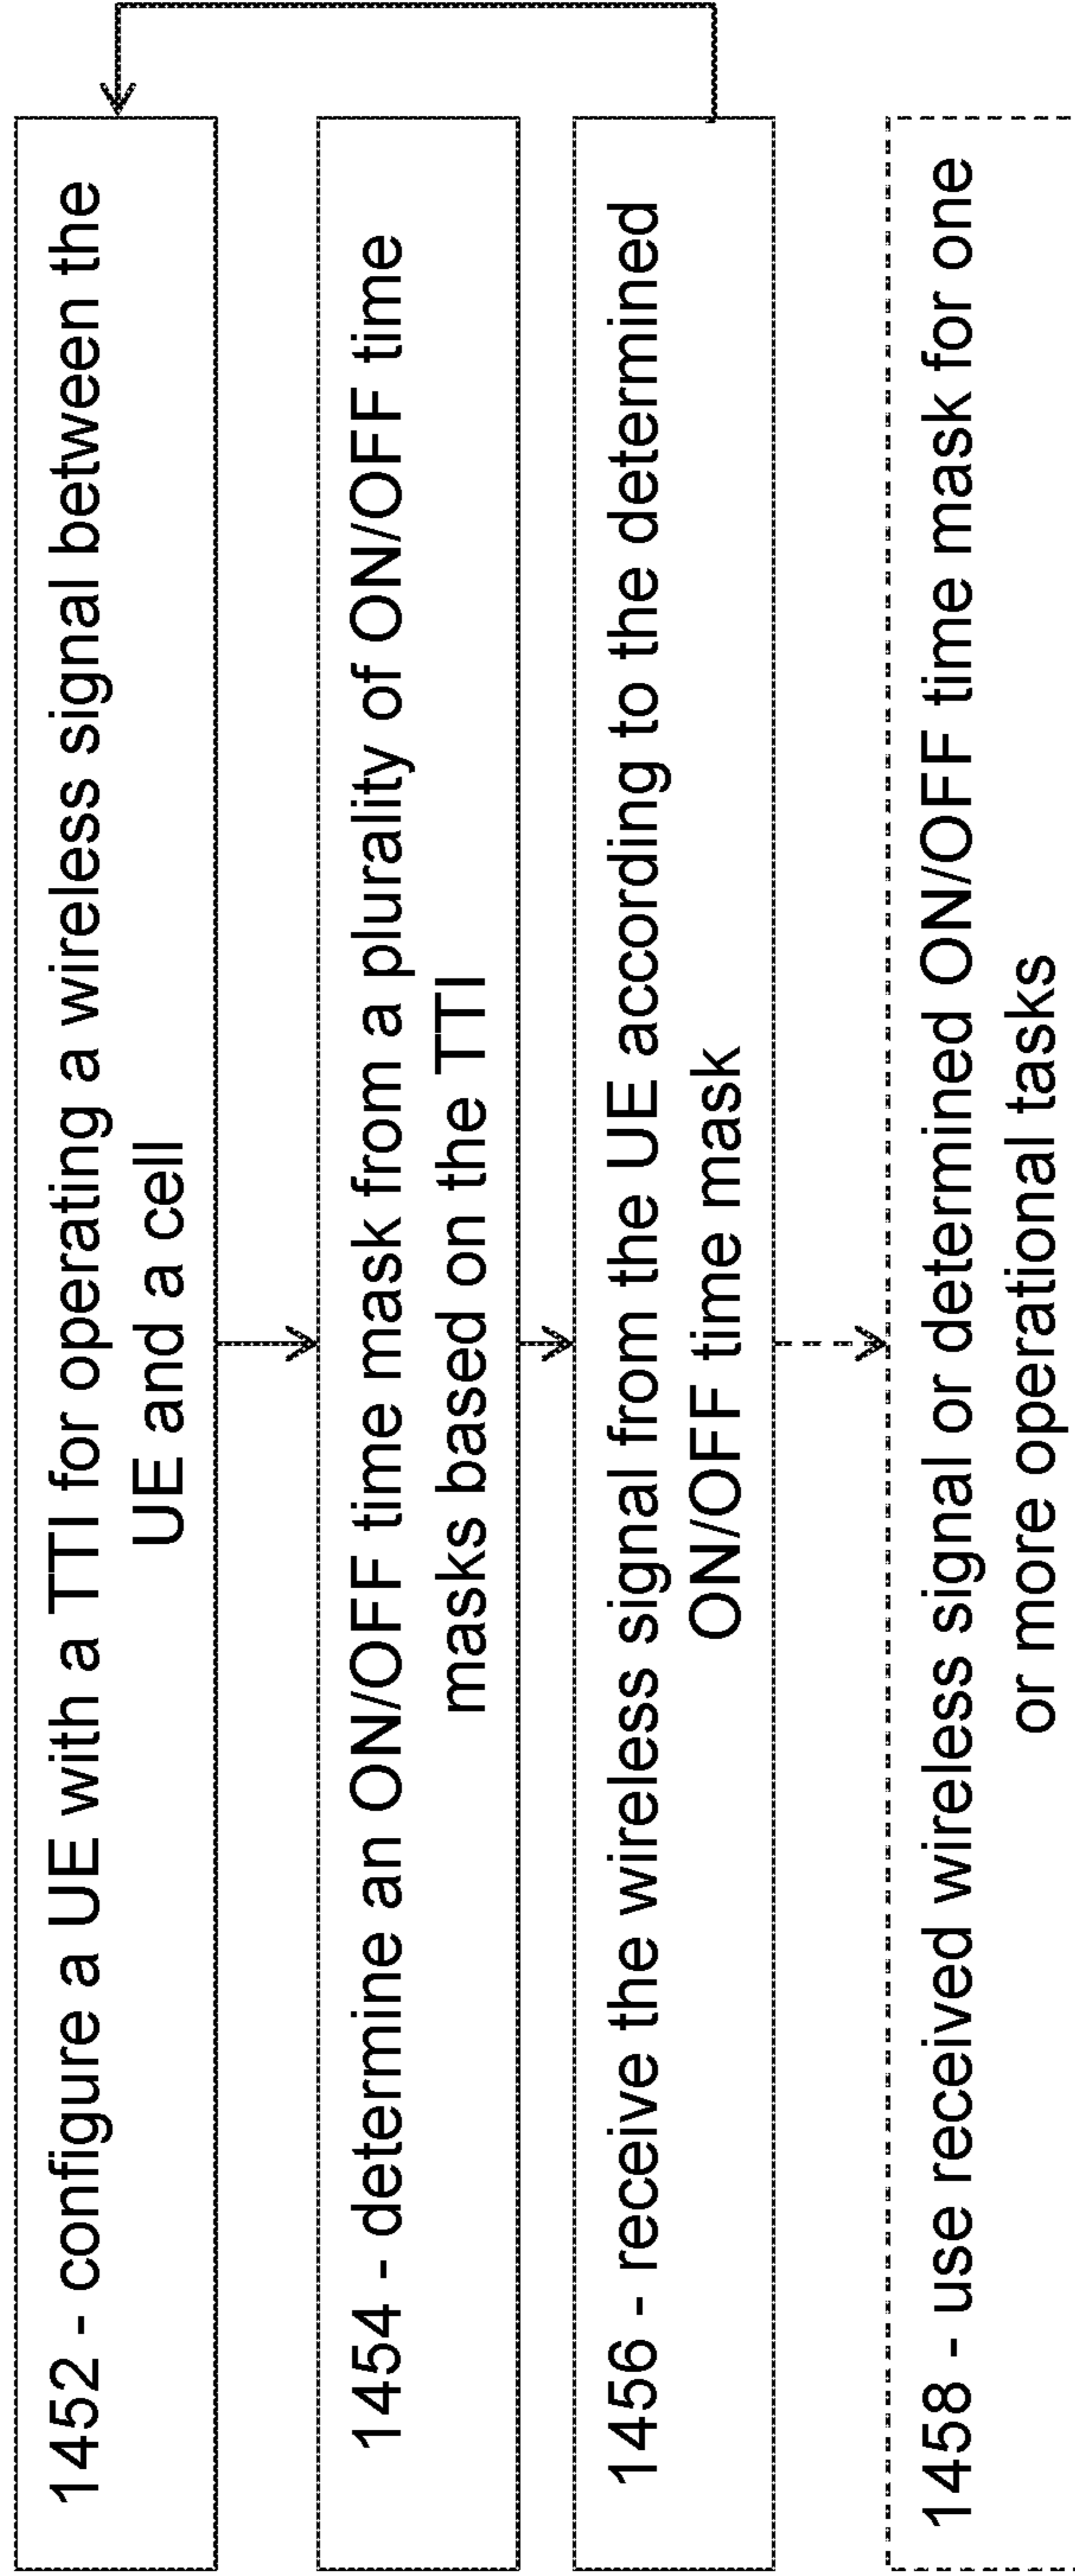 1452 - configure a UE with a TTI for operating a wireless signal between the
UE and a cell
1454 - determine an ON/OFF time mask from a plurality of ON/OFF time
masks based on the TTI
1456 - receive the wireless signal from the UE according to the determined
ON/OFF time mask
1458 - use received wireless signal or determined ON/OFF time mask for one
or more operational tasks